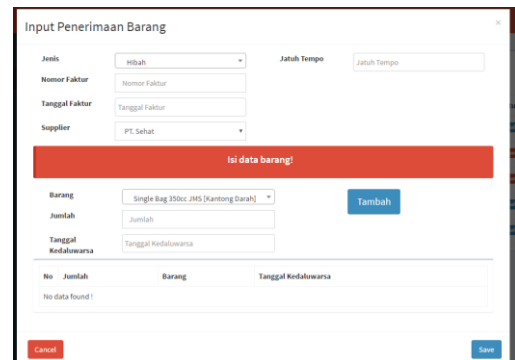 Input Penerimaan Barang ×
Jenis Hibah Jatuh Tempo Jatuh Tempo
Nomor Faktur Nomor Faktur
Tanggal Faktur Tanggal Faktur
Supplier PT. Sehat
Isi data barang!
Barang Single Bag 350cc JMS [Kantong Darah] Tambah
Jumlah Jumlah
Tanggal
Kedaluwarsa Tanggal Kedaluwarsa
No Jumlah Barang Tanggal Kedaluwarsa
No data found !
Cancel Save